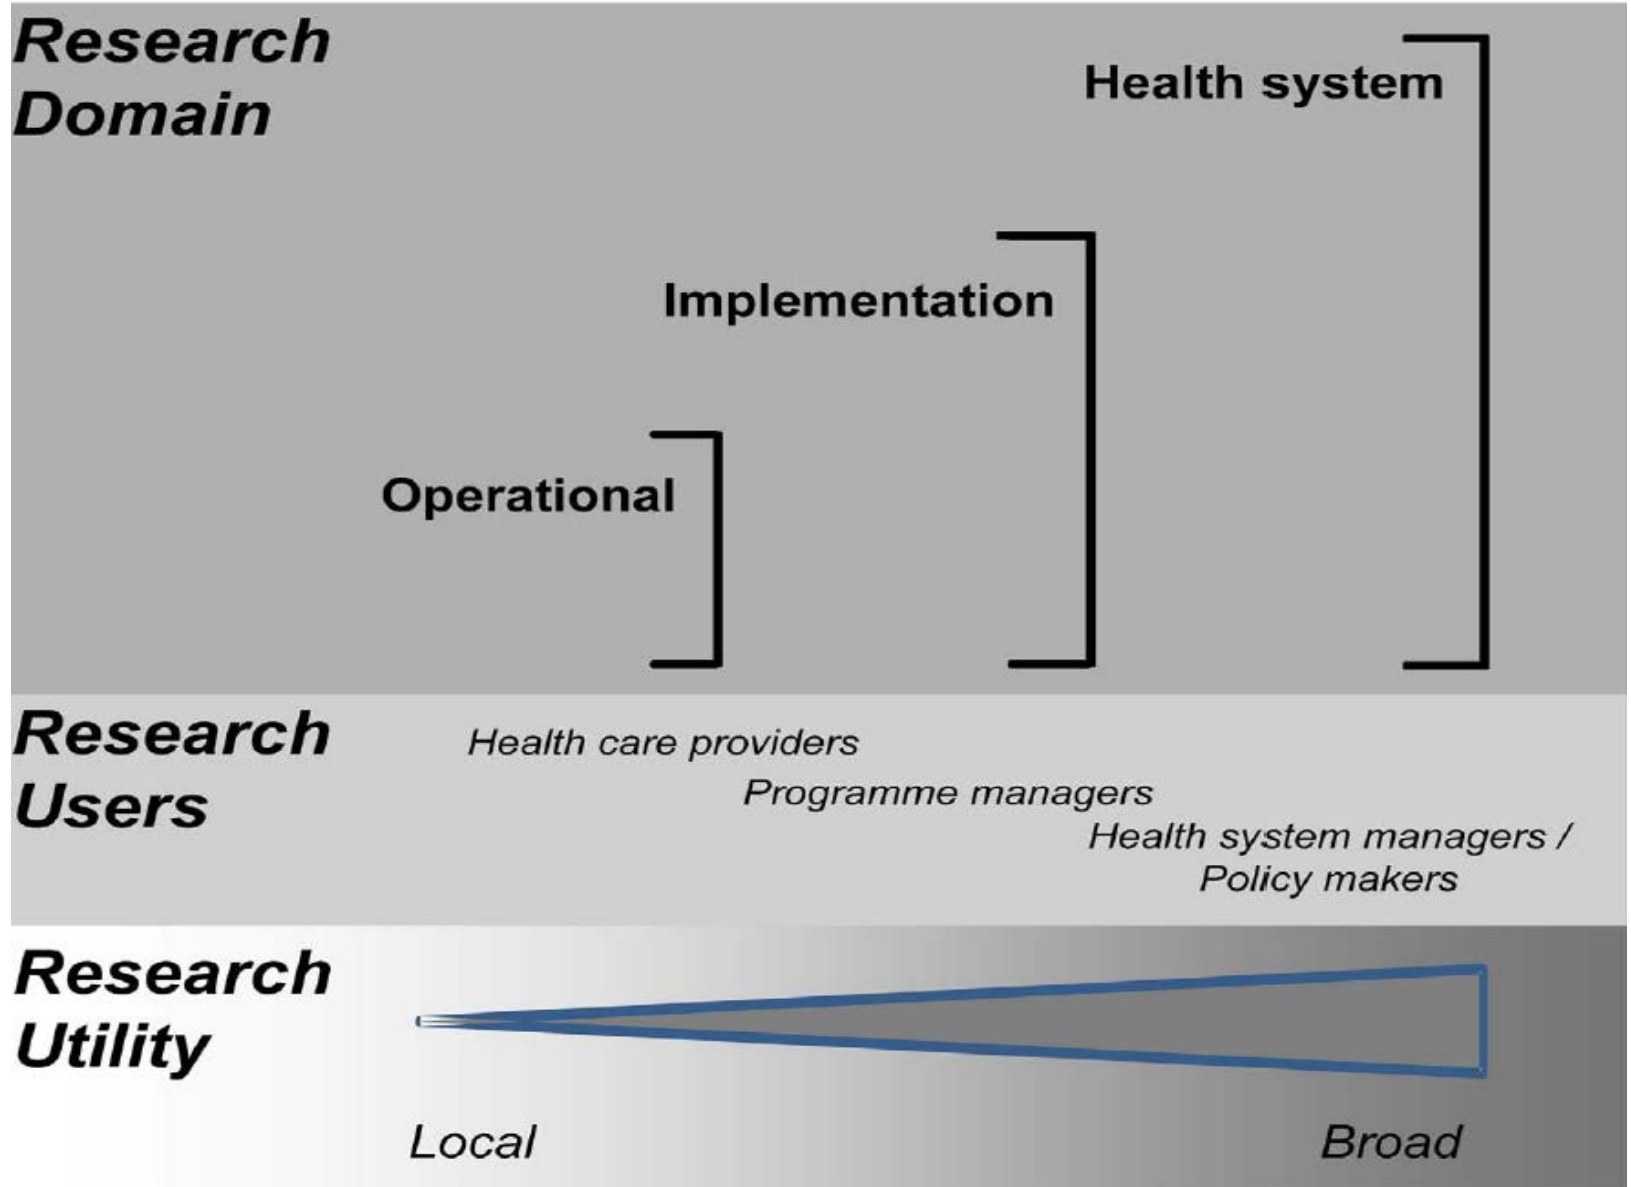 Research
Domain
Health system
Implementation
Operational
Research
Users
Health care providers
Programme managers
Health system managers /
Policy makers
Research
Utility
Local
Broad